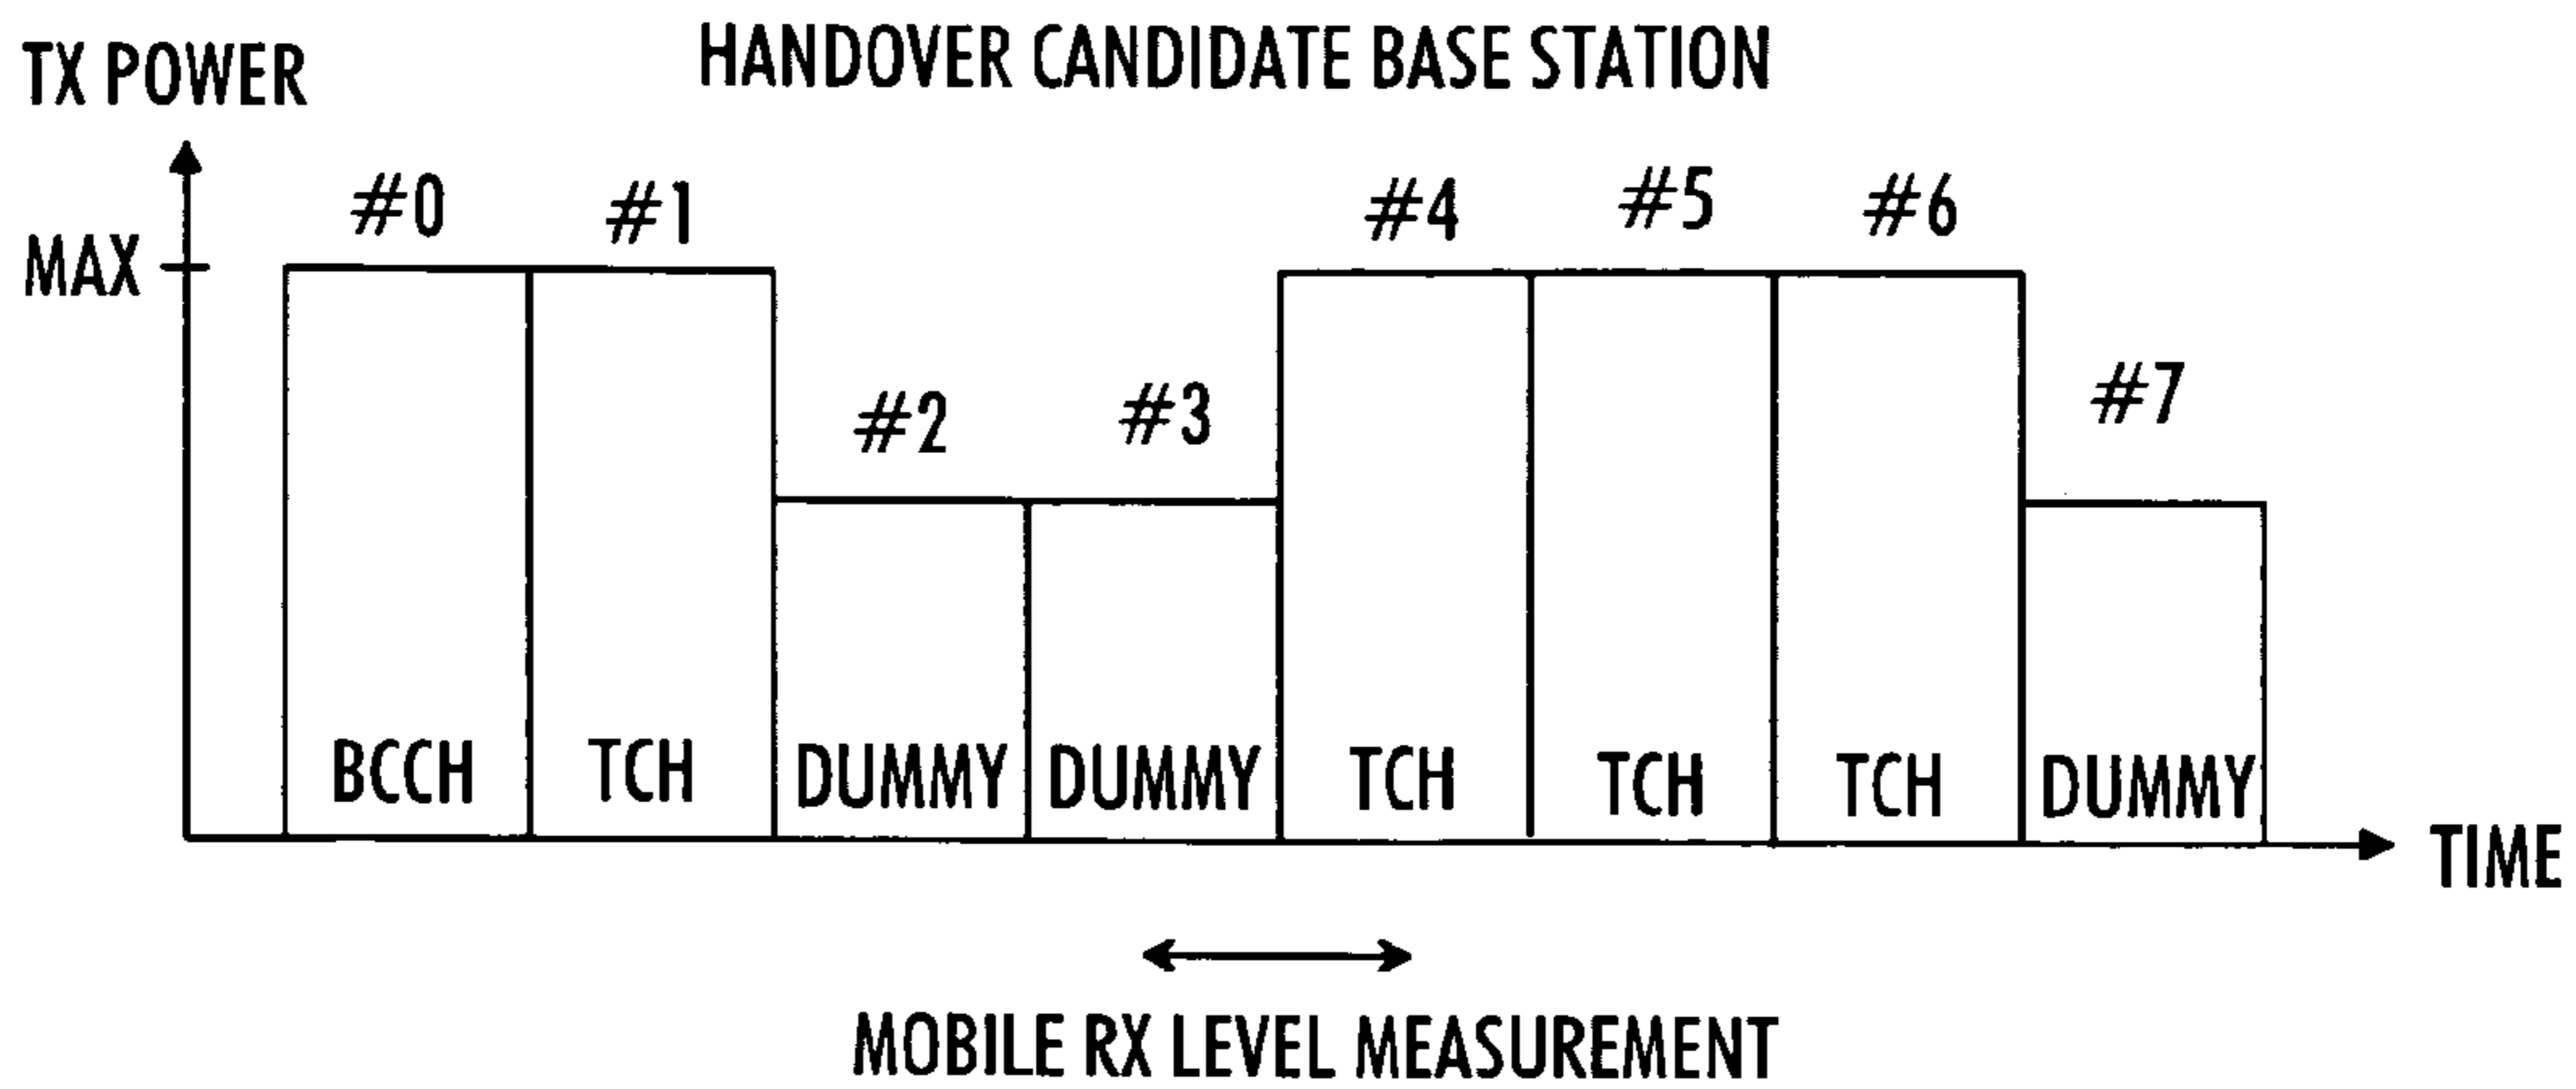 HANDOVER CANDIDATE BASE STATION
TX POWER
MAX
#0 #1 #2 #3 #4 #5 #6 #7
BCCH TCH DUMMY DUMMY TCH TCH TCH DUMMY
TIME
MOBILE RX LEVEL MEASUREMENT